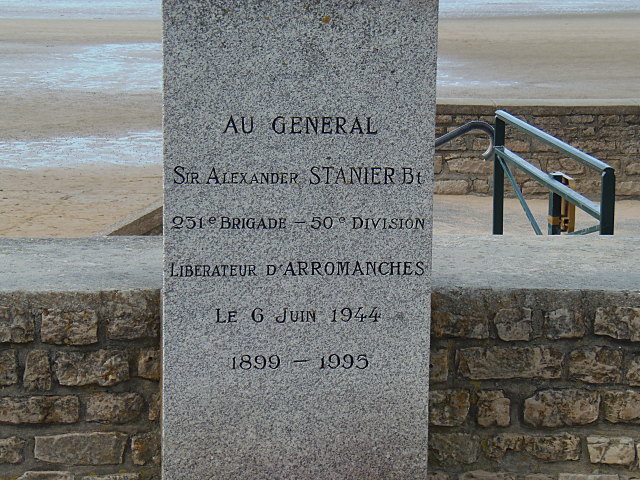 AU GENERAL
SIR ALEXANDER STANIER Bt
231e BRIGADE - 50e DIVISION
LIBERATEUR D'ARROMANCHES
LE 6 JUIN 1944
1899 - 1995